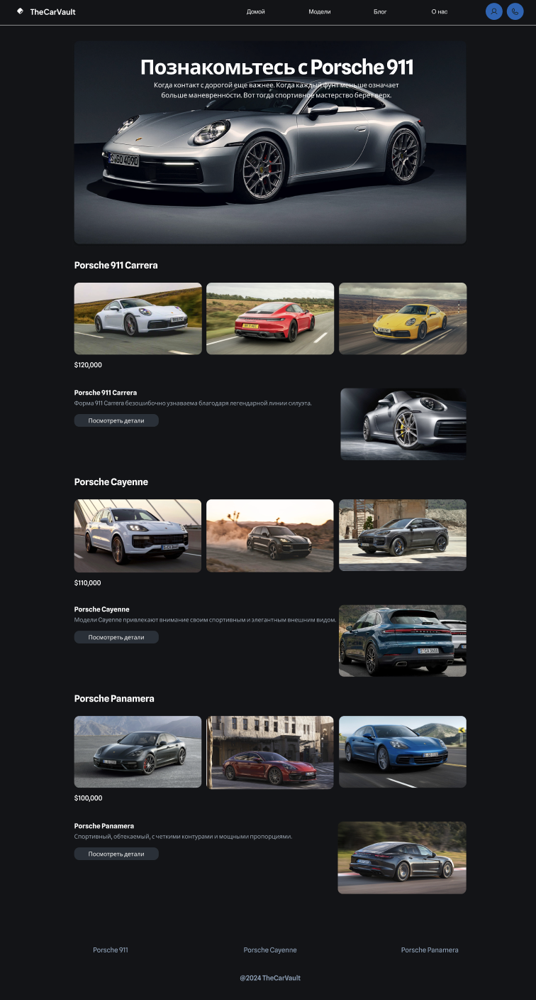 TheCarVault
Домой
Модели
Блог
О нас
Познакомьтесь с Porsche 911
Когда контакт с дорогой еще важнее. Когда каждый фунт меньше означает
больше маневренности. Вот тогда спортивное мастерство берет верх.
S·GO 4090
Porsche 911 Carrera
$120,000
Porsche 911 Carrera
Форма 911 Carrera безошибочно узнаваема благодаря легендарной линии силуэта.
Посмотреть детали
Porsche Cayenne
$110,000
Porsche Cayenne
Модели Cayenne привлекают внимание своим спортивным и элегантным внешним видом.
Посмотреть детали
Porsche Panamera
$100,000
Porsche Panamera
Спортивный, обтекаемый, с четкими контурами и мощными пропорциями.
Посмотреть детали
Porsche 911
Porsche Cayenne
Porsche Panamera
@2024 TheCarVault